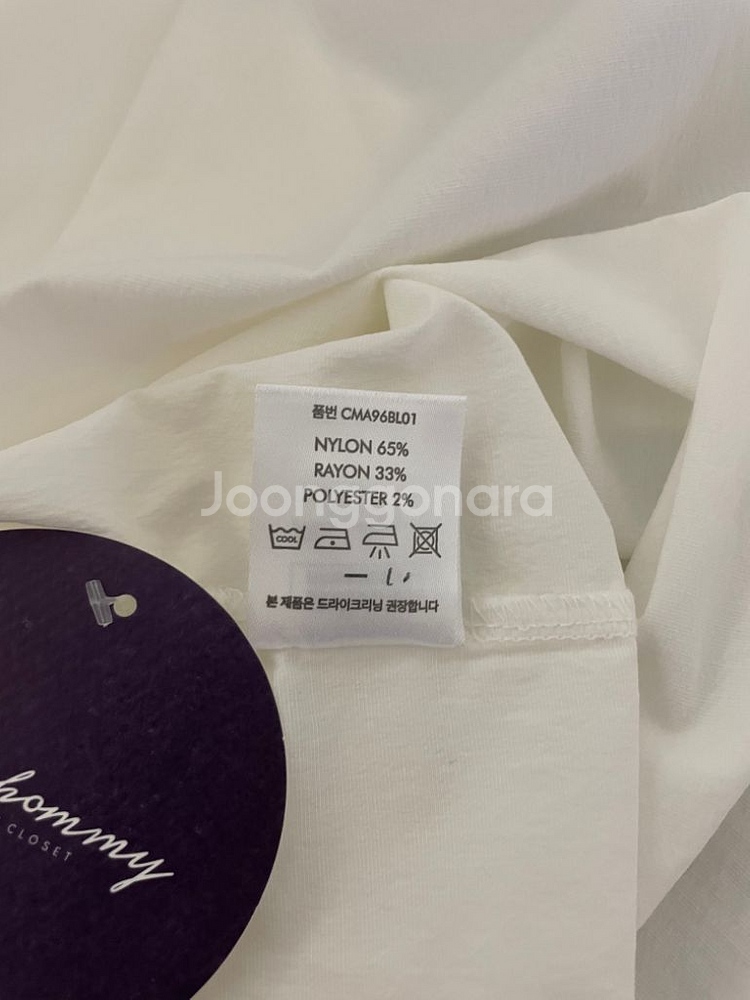 품번 CMA96BL01
NYLON 65%
RAYON 33%
POLYESTER 2%
Joonggonara
COOL
본 제품은 드라이크리닝 권장합니다
hommy
CLOSET